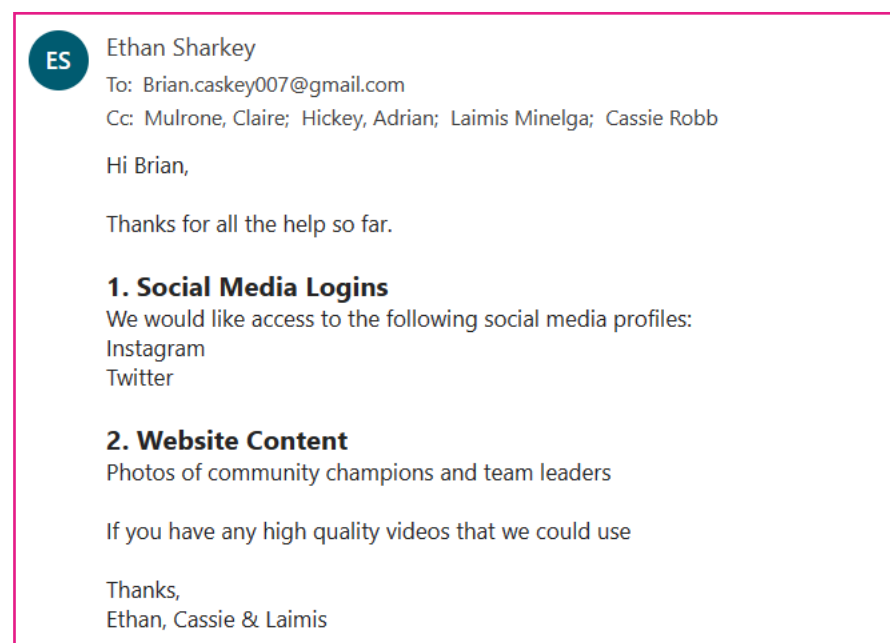 ES
Ethan Sharkey
To: Brian.caskey007@gmail.com
Cc: Mulrone, Claire; Hickey, Adrian; Laimis Minelga; Cassie Robb
Hi Brian,
Thanks for all the help so far.
1. Social Media Logins
We would like access to the following social media profiles:
Instagram
Twitter
2. Website Content
Photos of community champions and team leaders
If you have any high quality videos that we could use
Thanks,
Ethan, Cassie & Laimis